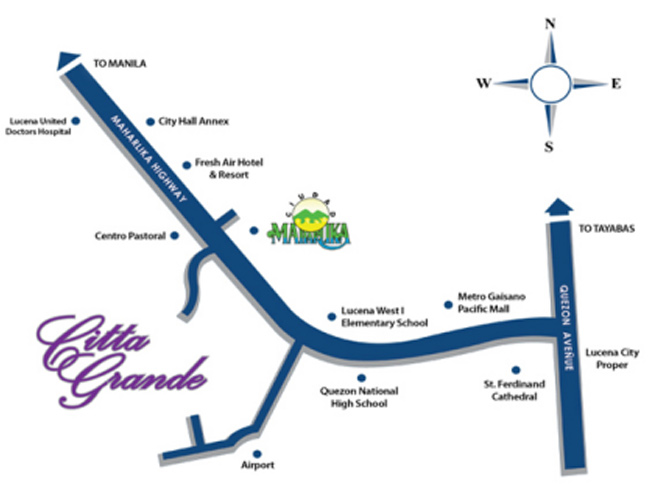 N
W
E
S
TO MANILA
Lucena United
Doctors Hospital
City Hall Annex
MAHARLIKA HIGHWAY
Fresh Air Hotel
& Resort
CIUDAD
MAHARLIKA
Centro Pastoral
TO TAYABAS
QUEZON AVENUE
Metro Gaisano
Pacific Mall
Lucena West I
Elementary School
Citta
Grande
Lucena City
Proper
Quezon National
High School
St. Ferdinand
Cathedral
Airport